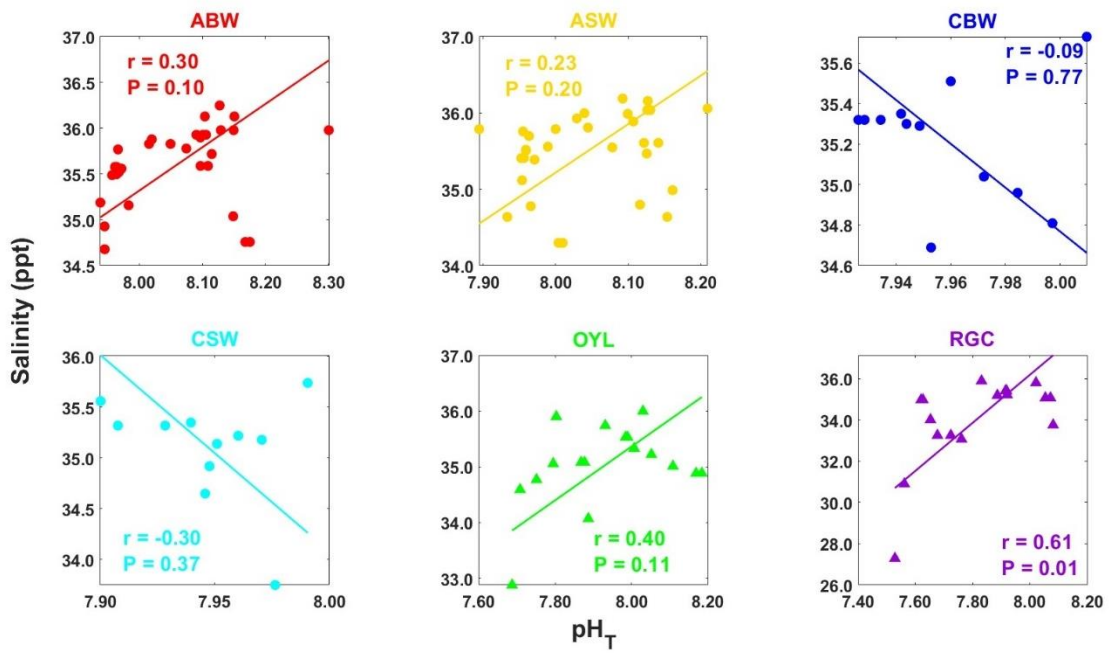 ABW
37.0
36.5
36.0
35.5
35.0
34.5
r = 0.30
P = 0.10
8.00
8.10
8.20
8.30
ASW
37.0
36.0
35.0
34.0
r = 0.23
P = 0.20
7.90
8.00
8.10
8.20
CBW
35.6
35.4
35.2
35.0
34.8
34.6
r = -0.09
P = 0.77
7.94
7.96
7.98
8.00
Salinity (ppt)
CSW
36.0
35.5
35.0
34.5
34.0
r = -0.30
P = 0.37
7.90
7.95
8.00
OYL
37.0
36.0
35.0
34.0
33.0
r = 0.40
P = 0.11
7.60
7.80
8.00
8.20
RGC
36.0
34.0
32.0
30.0
28.0
26.0
r = 0.61
P = 0.01
7.40
7.60
7.80
8.00
8.20
pHT